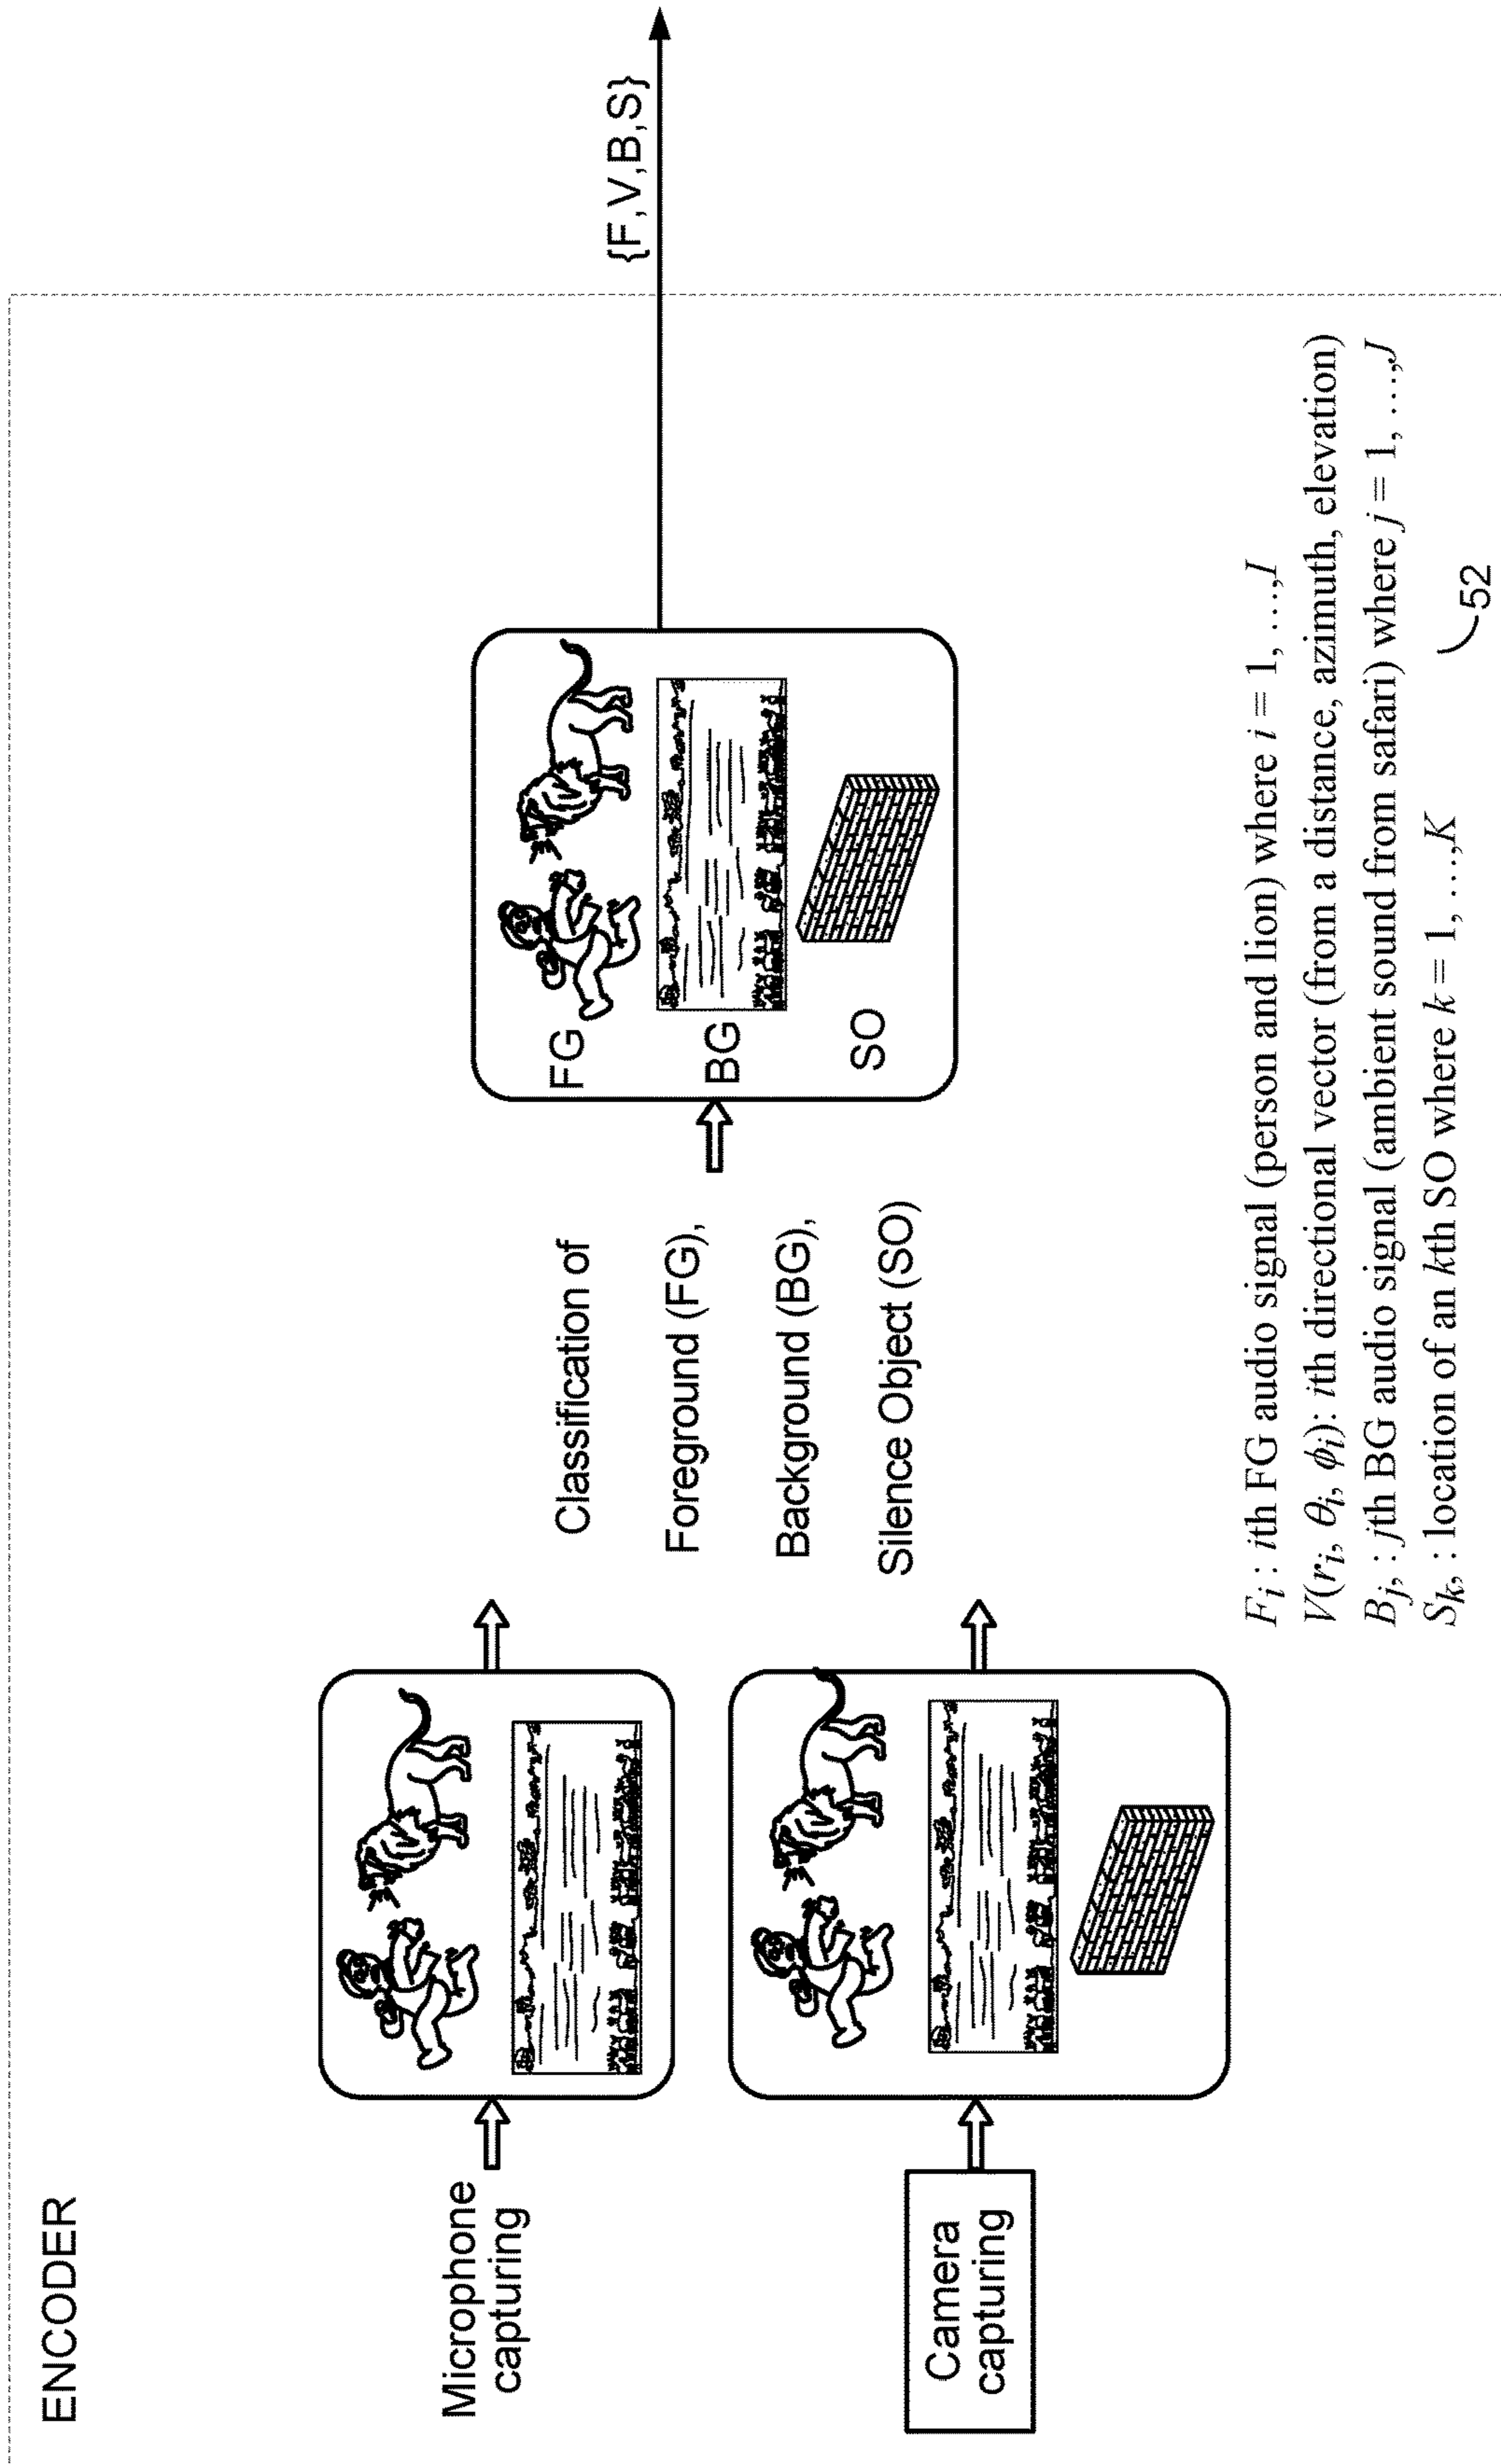 ENCODER
Microphone
capturing
Camera
capturing
Classification of
Foreground (FG),
Background (BG),
Silence Object (SO)
FG
BG
SO
{F,V,B,S}
F_i : ith FG audio signal (person and lion) where i = 1, …,I
V(r_i, θ_i, ϕ_i): ith directional vector (from a distance, azimuth, elevation)
B_j, : jth BG audio signal (ambient sound from safari) where j = 1, …,J
S_k, : location of an kth SO where k = 1, …,K
52